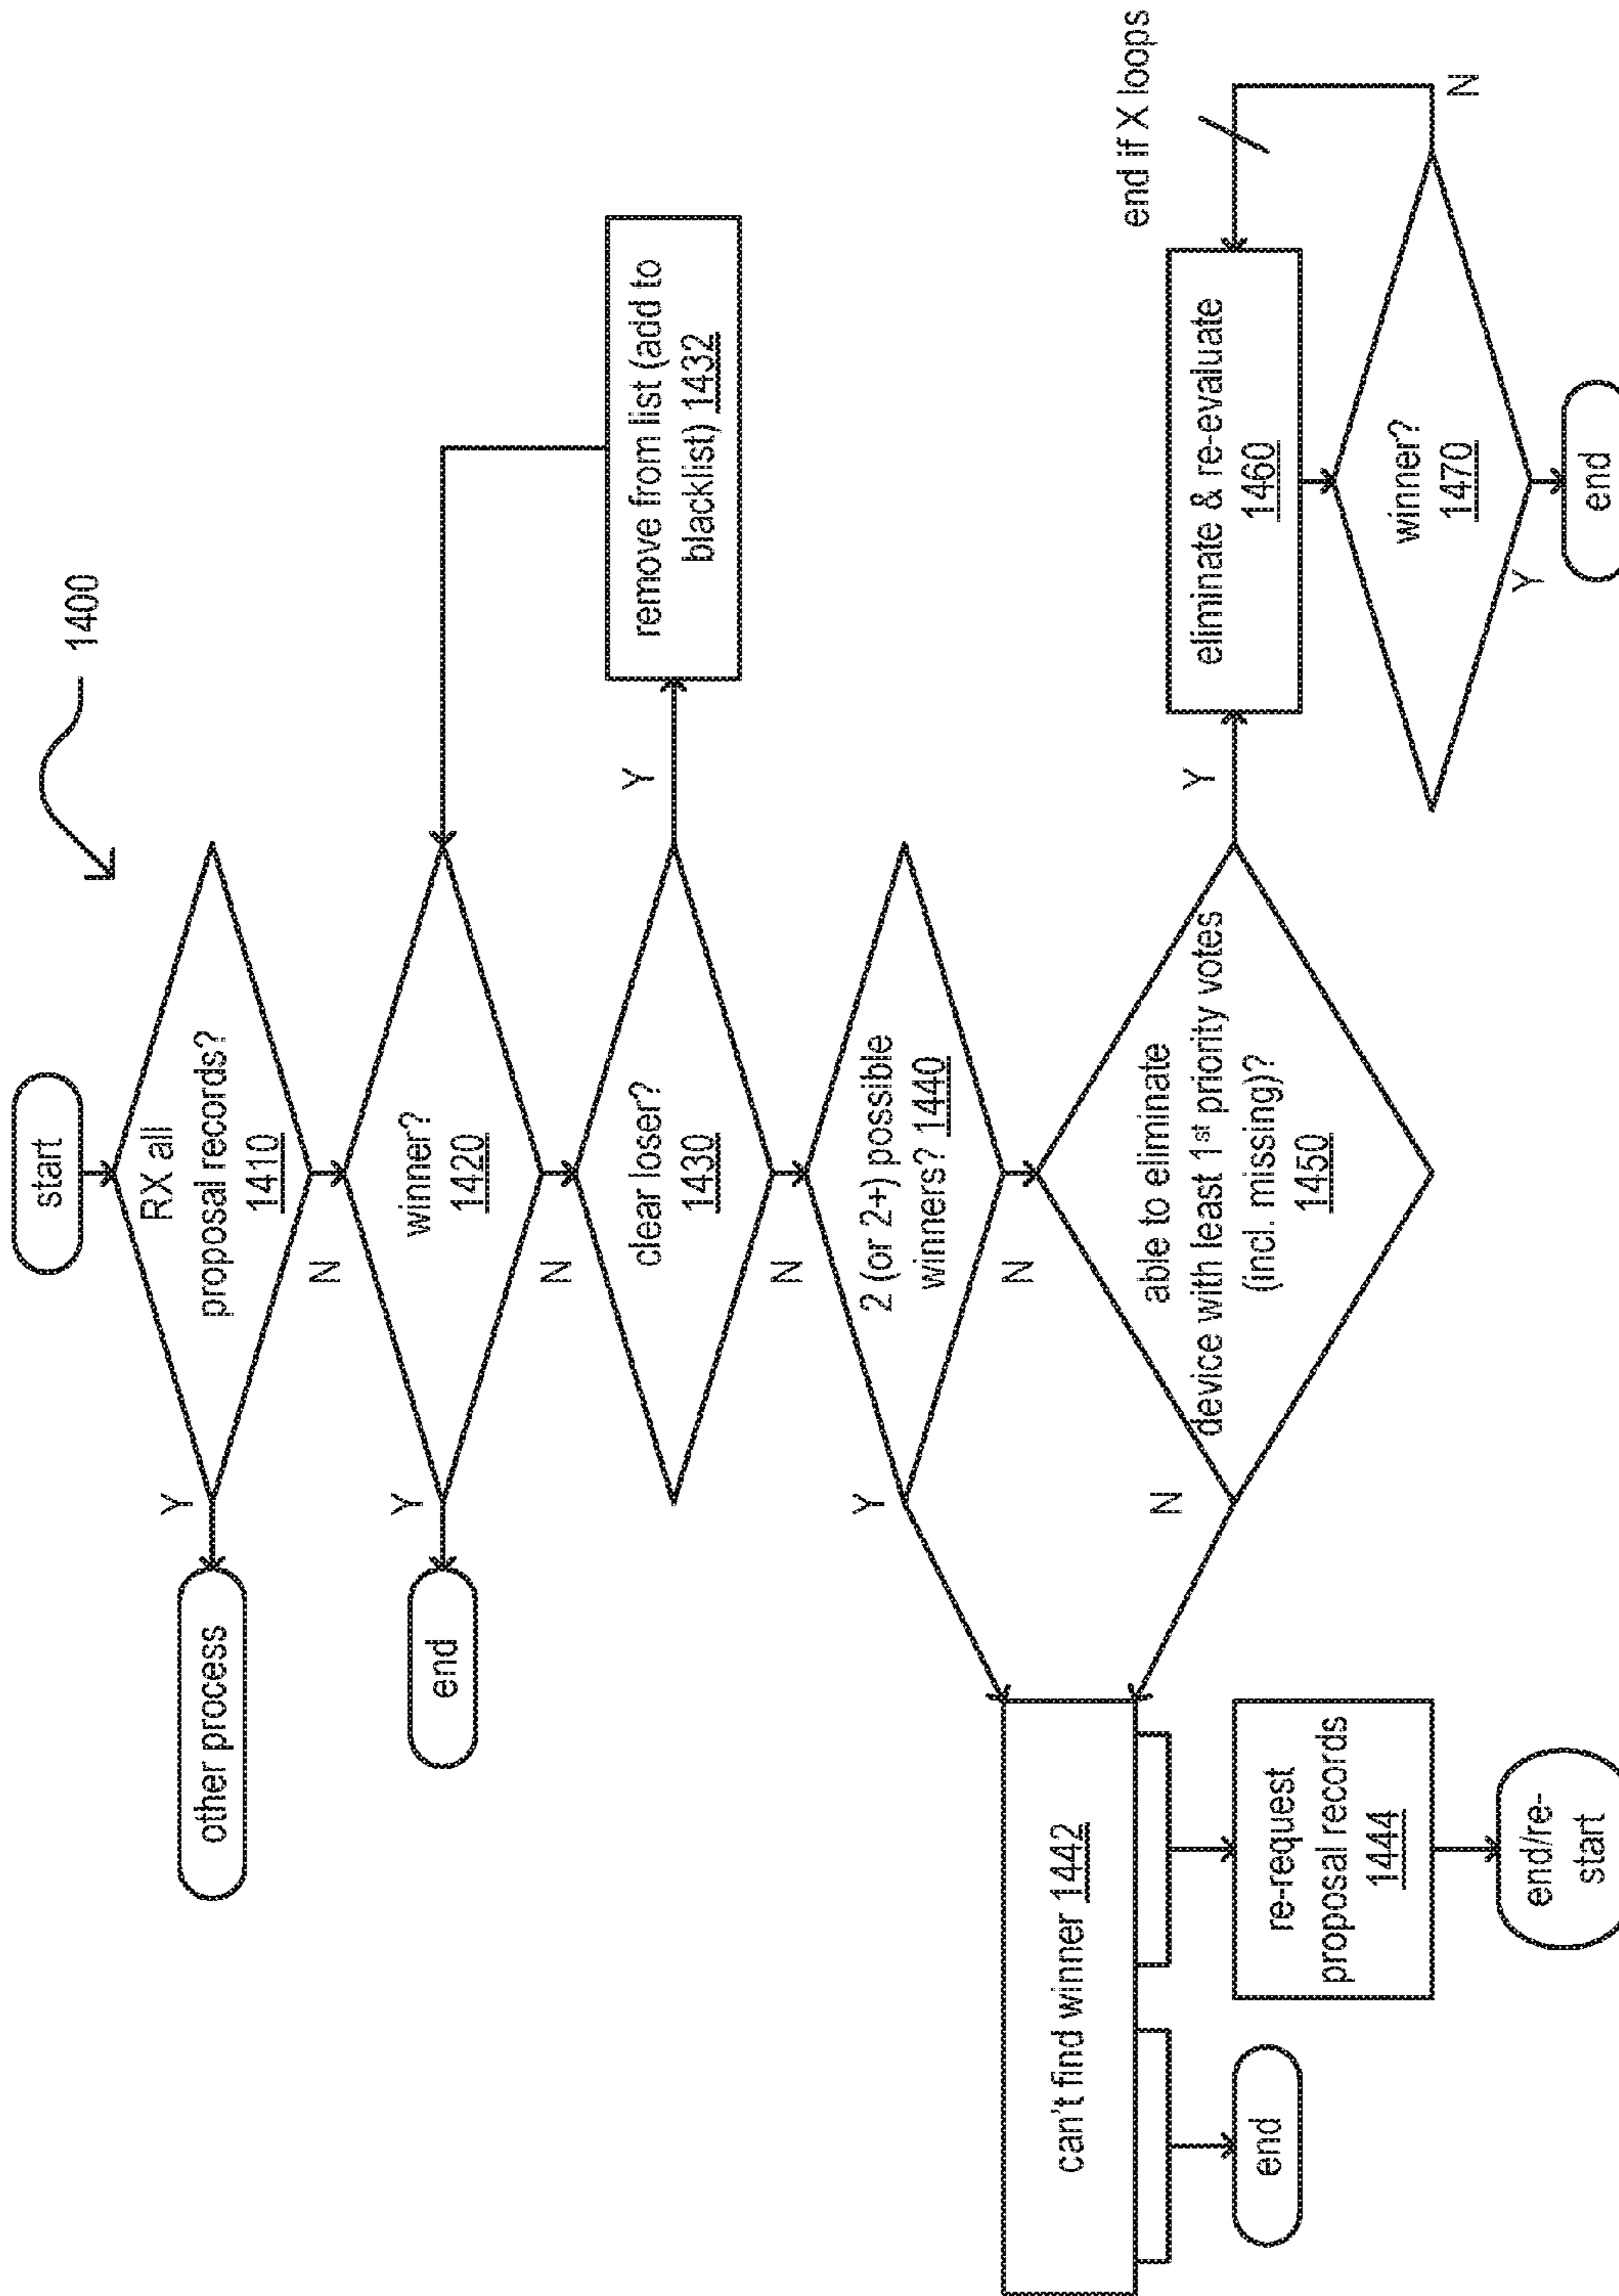 1400
start
RX all
proposal records?
1410
Y
other process
N
winner?
1420
Y
end
N
clear loser?
1430
Y
remove from list (add to
blacklist) 1432
N
2 (or 2+) possible
winners? 1440
Y
N
able to eliminate
device with least 1st priority votes
(incl. missing)?
1450
N
Y
can't find winner 1442
end
re-request
proposal records
1444
end/re-
start
eliminate & re-evaluate
1460
end if X loops
winner?
1470
N
Y
end